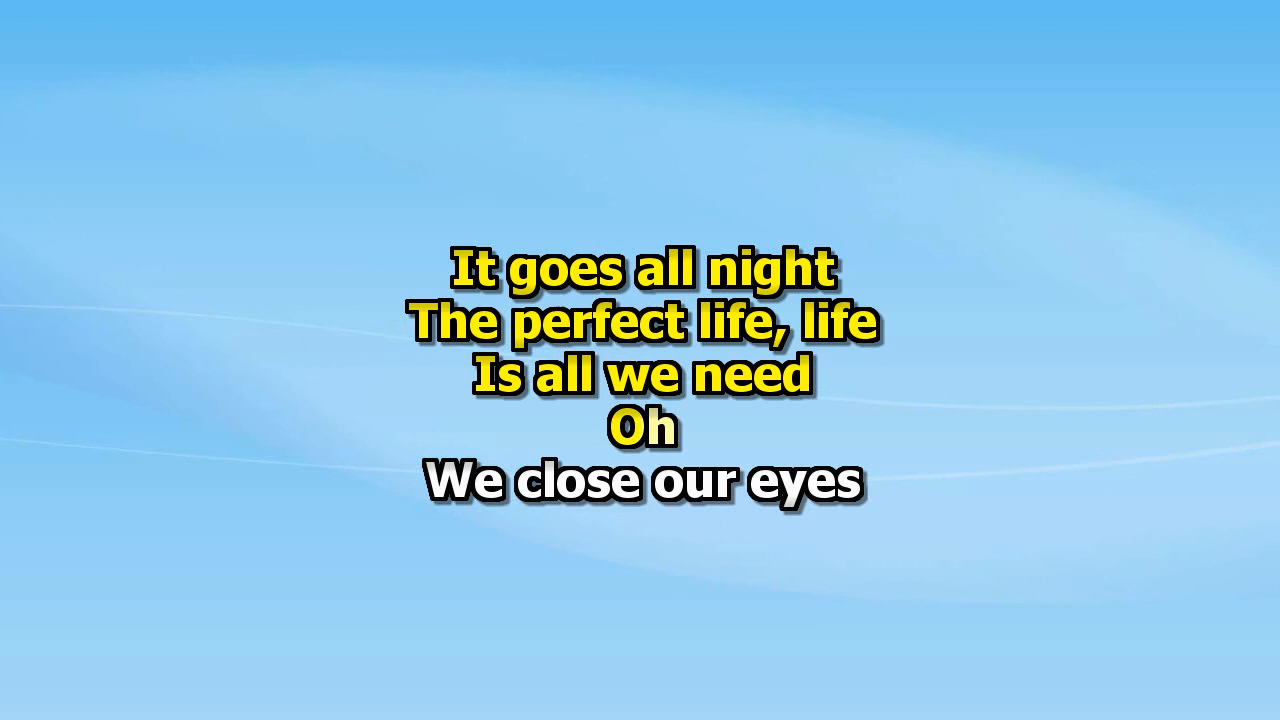 It goes all night
The perfect life, life
Is all we need
Oh
We close our eyes